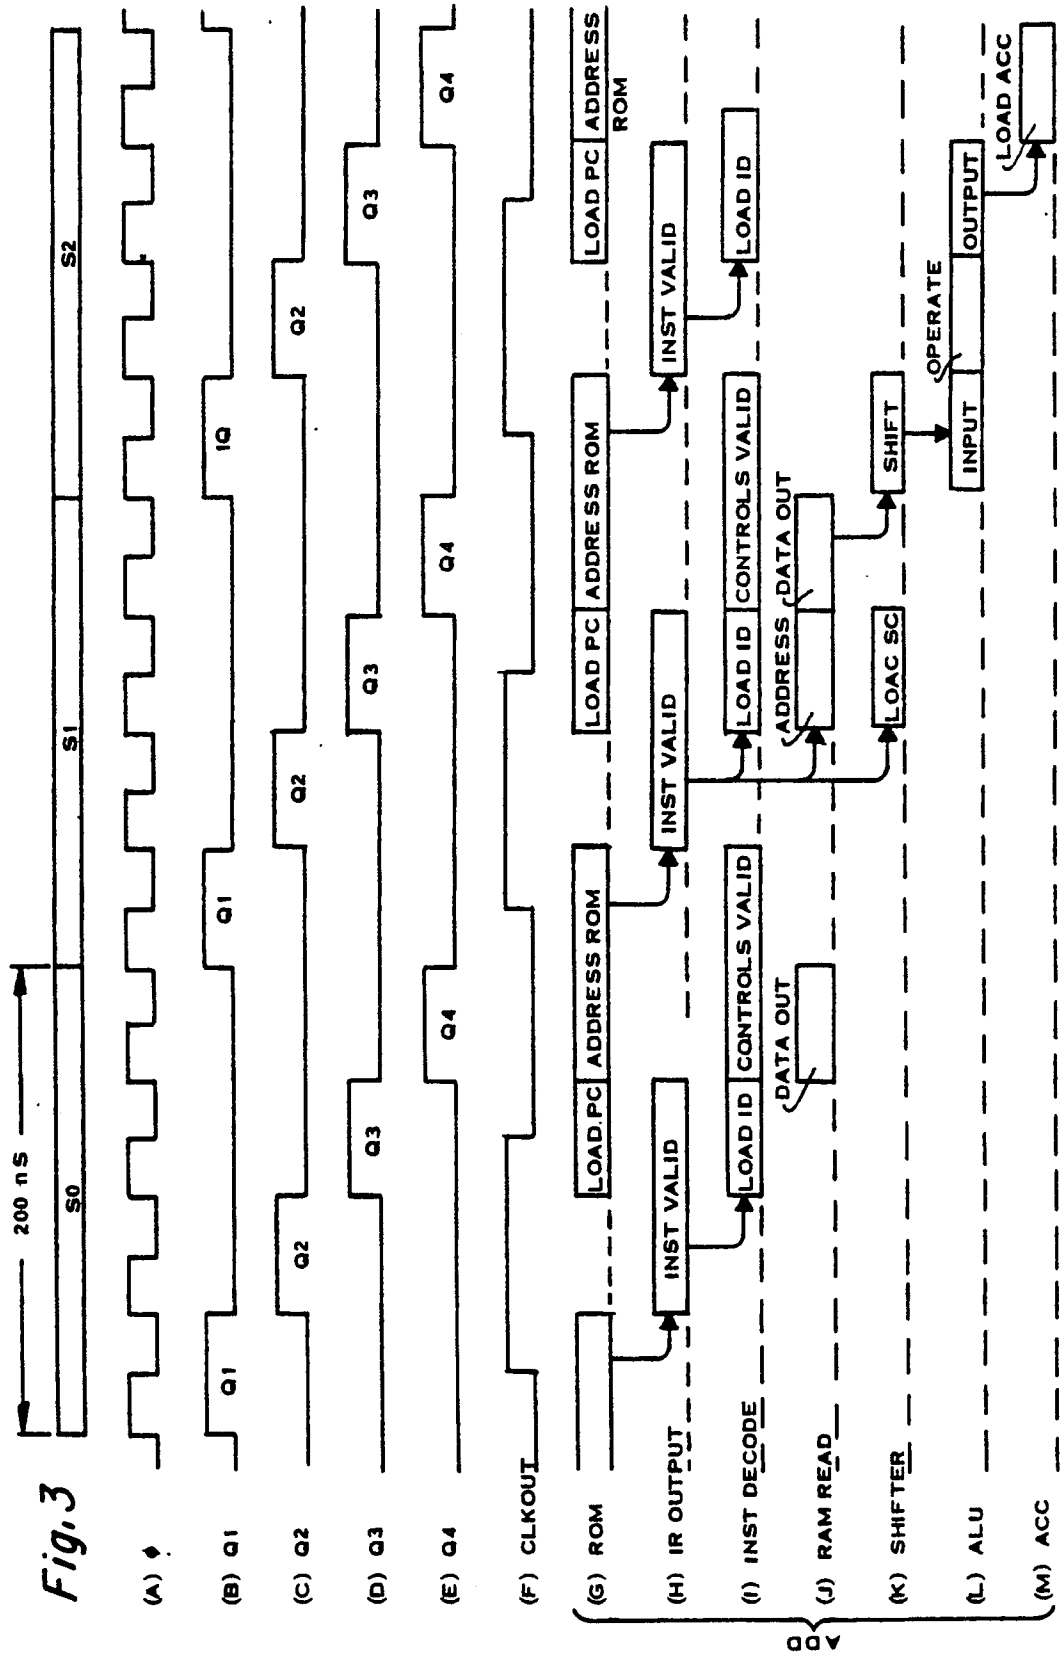 Fig. 3
200 ns
S0 S1 S2
(A) ϕ
(B) Q1 Q1 Q1 1Q
(C) Q2 Q2 Q2 Q2
(D) Q3 Q3 Q3 Q3
(E) Q4 Q4 Q4 Q4
(F) CLKOUT
(G) ROM LOAD.PC ADDRESS ROM LOAD PC ADDRESS ROM LOAD PC ADDRESS
ROM
(H) IR OUTPUT INST VALID INST VALID INST VALID
(I) INST DECODE LOAD ID CONTROLS VALID LOAD ID CONTROLS VALID LOAD ID
DATA OUT ADDRESS DATA OUT
(J) RAM READ
(K) SHIFTER LOAC SC SHIFT
OPERATE
(L) ALU INPUT OUTPUT
LOAD ACC
(M) ACC
ADD